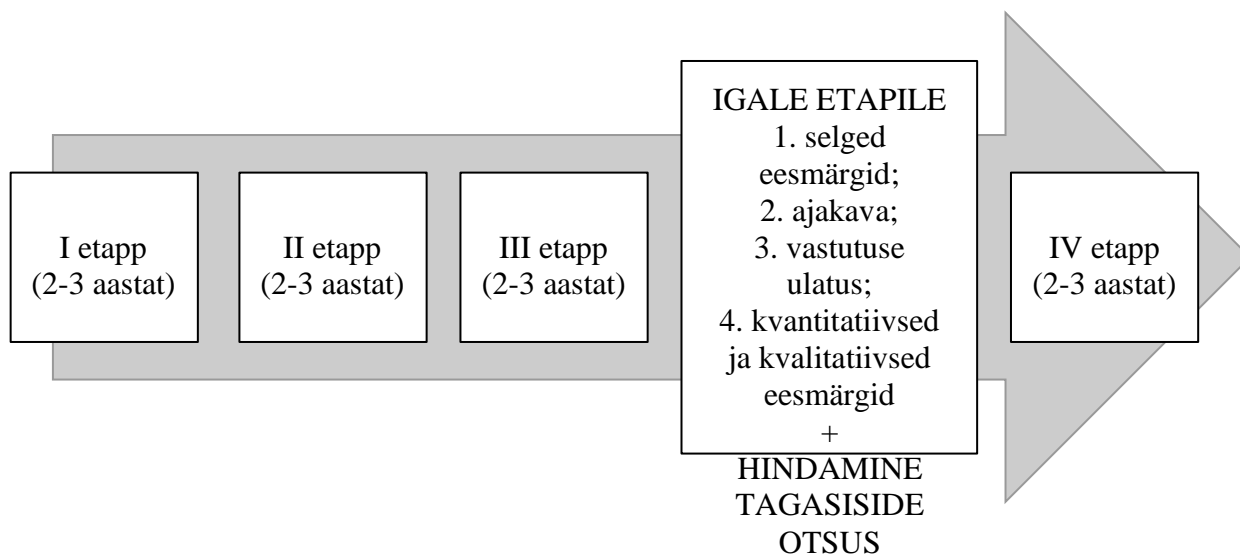 I etapp
(2-3 aastat)
II etapp
(2-3 aastat)
III etapp
(2-3 aastat)
IGALE ETAPILE
1. selged
eesmärgid;
2. ajakava;
3. vastutuse
ulatus;
4. kvantitatiivsed
ja kvalitatiivsed
eesmärgid
+
HINDAMINE
TAGASISIDE
OTSUS
IV etapp
(2-3 aastat)